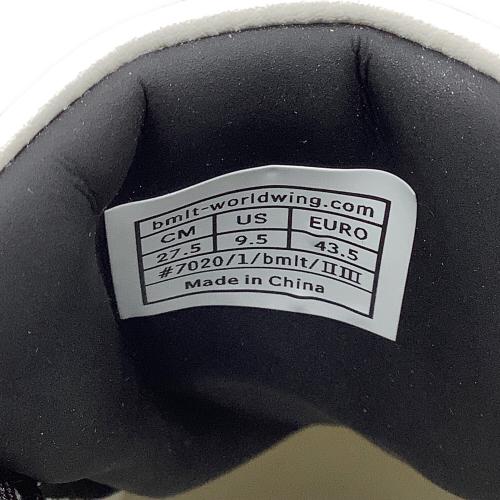 bmlt-worldwing.com
CM US EURO
27.5 9.5 43.5
#7020/1/bmlt/ⅡⅢ
Made in China